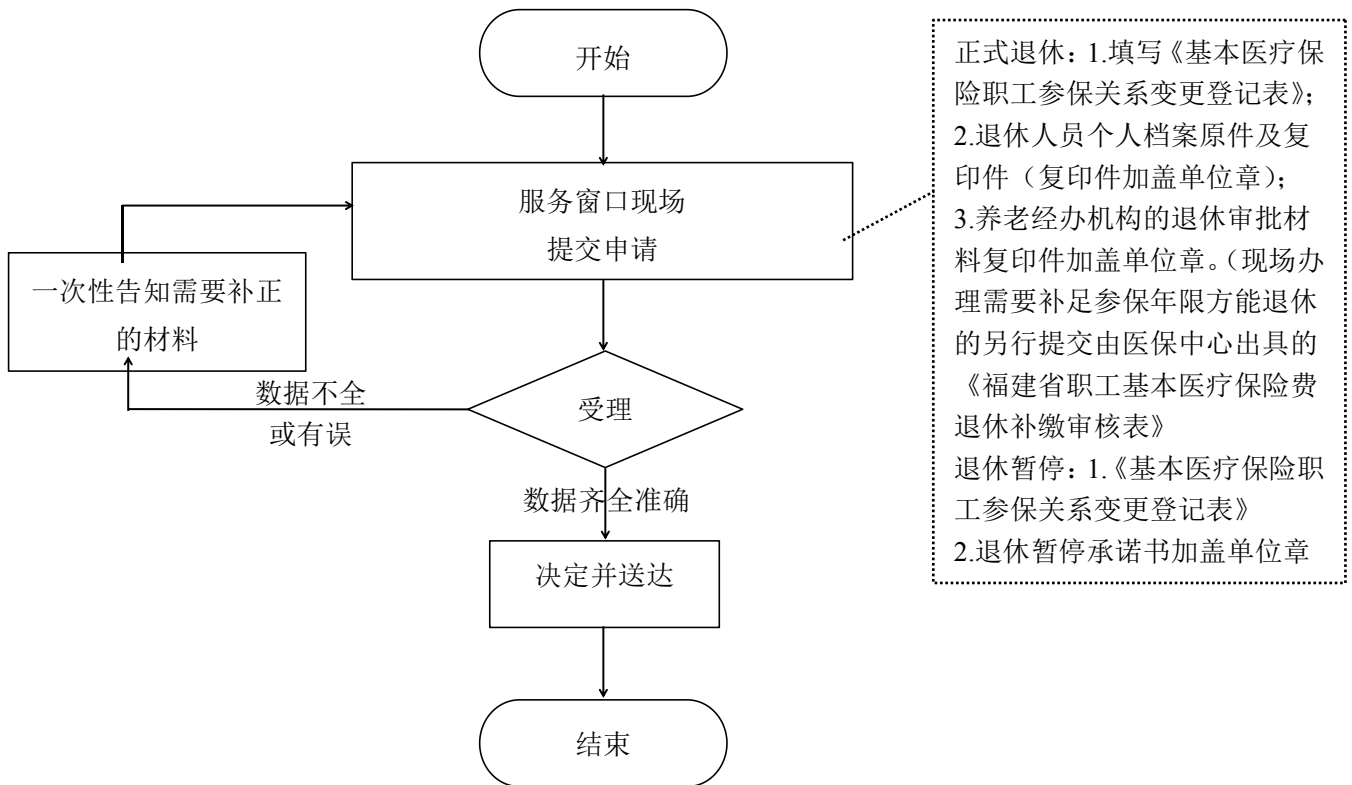 开始
服务窗口现场
提交申请
一次性告知需要补正
的材料
数据不全
或有误
受理
数据齐全准确
决定并送达
结束
正式退休：1.填写《基本医疗保
险职工参保关系变更登记表》；
2.退休人员个人档案原件及复
印件（复印件加盖单位章）；
3.养老经办机构的退休审批材
料复印件加盖单位章。（现场办
理需要补足参保年限方能退休
的另行提交由医保中心出具的
《福建省职工基本医疗保险费
退休补缴审核表》
退休暂停：1.《基本医疗保险职
工参保关系变更登记表》
2.退休暂停承诺书加盖单位章